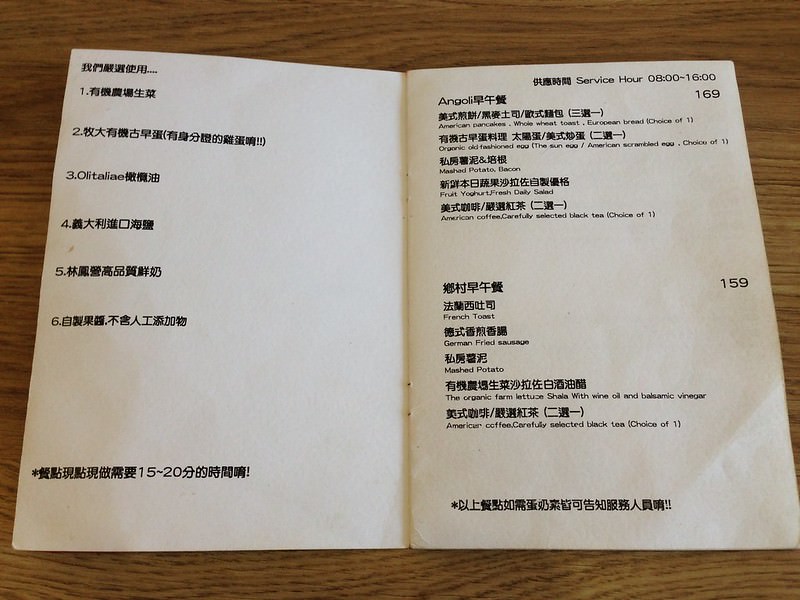 我們嚴選使用....
1.有機農場生菜
2.牧大有機古早蛋(有身分證的雞蛋唷!!)
3.Olitaliae橄欖油
4.義大利進口海鹽
5.林鳳營高品質鮮奶
6.自製果醬.不含人工添加物
*餐點現點現做需要15~20分的時間唷!
供應時間 Service Hour 08:00~16:00
Angoli早午餐 169
美式煎餅/黑麥土司/歐式麵包 (三選一)
American pancakes . Whole wheat toast . European bread (Choice of 1)
有機古早蛋料理 太陽蛋/美式炒蛋 (二選一)
Organic old-fashioned egg (The sun egg / American scrambled egg . Choice of 1)
私房薯泥&培根
Mashad Potato, Bacon
新鮮本日蔬果沙拉佐自製優格
Fruit Yoghurt,Fresh Daily Salad
美式咖啡/嚴選紅茶 (二選一)
American coffee.Carefully selected black tea (Choice of 1)
鄉村早午餐 159
法蘭西吐司
French Toast
德式香煎香腸
German Fried sausage
私房薯泥
Mashed Potato
有機農場生菜沙拉佐白酒油醋
The organic farm lettuce Shala With wine oil and balsamic vinegar
美式咖啡/嚴選紅茶 (二選一)
American coffee.Carefully selected black tea (Choice of 1)
*以上餐點如需蛋奶素皆可告知服務人員唷!!